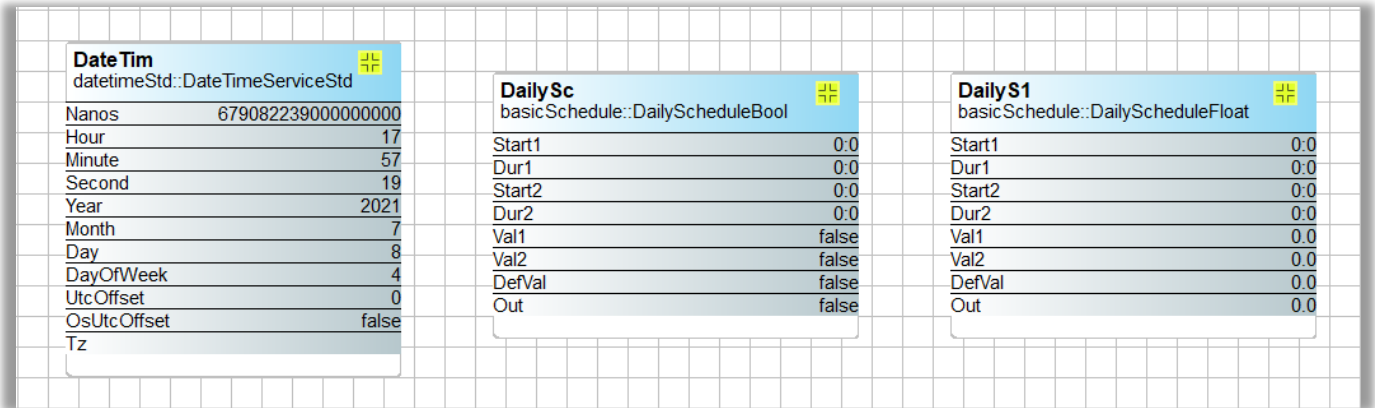 DateTim
datetimeStd::DateTimeServiceStd
Nanos 679082239000000000
Hour 17
Minute 57
Second 19
Year 2021
Month 7
Day 8
DayOfWeek 4
UtcOffset 0
OsUtcOffset false
Tz
DailySc
basicSchedule::DailyScheduleBool
Start1 0:0
Dur1 0:0
Start2 0:0
Dur2 0:0
Val1 false
Val2 false
DefVal false
Out false
DailyS1
basicSchedule::DailyScheduleFloat
Start1 0:0
Dur1 0:0
Start2 0:0
Dur2 0:0
Val1 0.0
Val2 0.0
DefVal 0.0
Out 0.0